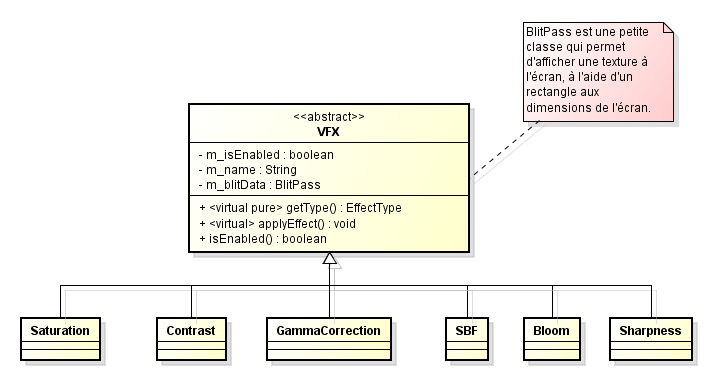 BlitPass est une petite
classe qui permet
d'afficher une texture à
l'écran, à l'aide d'un
rectangle aux
dimensions de l'écran.
<<abstract>>
VFX
- m_isEnabled : boolean
- m_name : String
- m_blitData : BlitPass
+ <virtual pure> getType() : EffectType
+ <virtual> applyEffect() : void
+ isEnabled() : boolean
Saturation
Contrast
GammaCorrection
SBF
Bloom
Sharpness